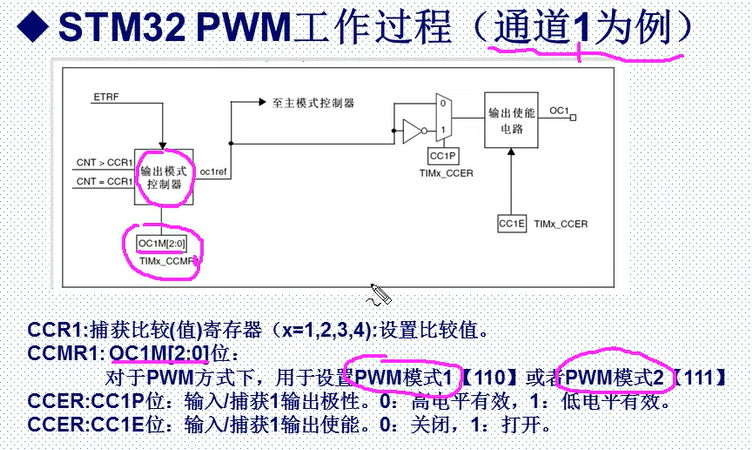 ◆ STM32 PWM工作过程（通道1为例）
ETRF
至主模式控制器
0
1
输出使能
电路
OC1
CNT > CCR1
CNT = CCR1
输出模式
控制器
oc1ref
CC1P
TIMx_CCER
CC1E
TIMx_CCER
OC1M[2:0]
TIMx_CCMR1
CCR1:捕获比较(值)寄存器（x=1,2,3,4):设置比较值。
CCMR1: OC1M[2:0]位：
对于PWM方式下，用于设置PWM模式1【110】或者PWM模式2【111】
CCER:CC1P位：输入/捕获1输出极性。0：高电平有效，1：低电平有效。
CCER:CC1E位：输入/捕获1输出使能。0：关闭，1：打开。